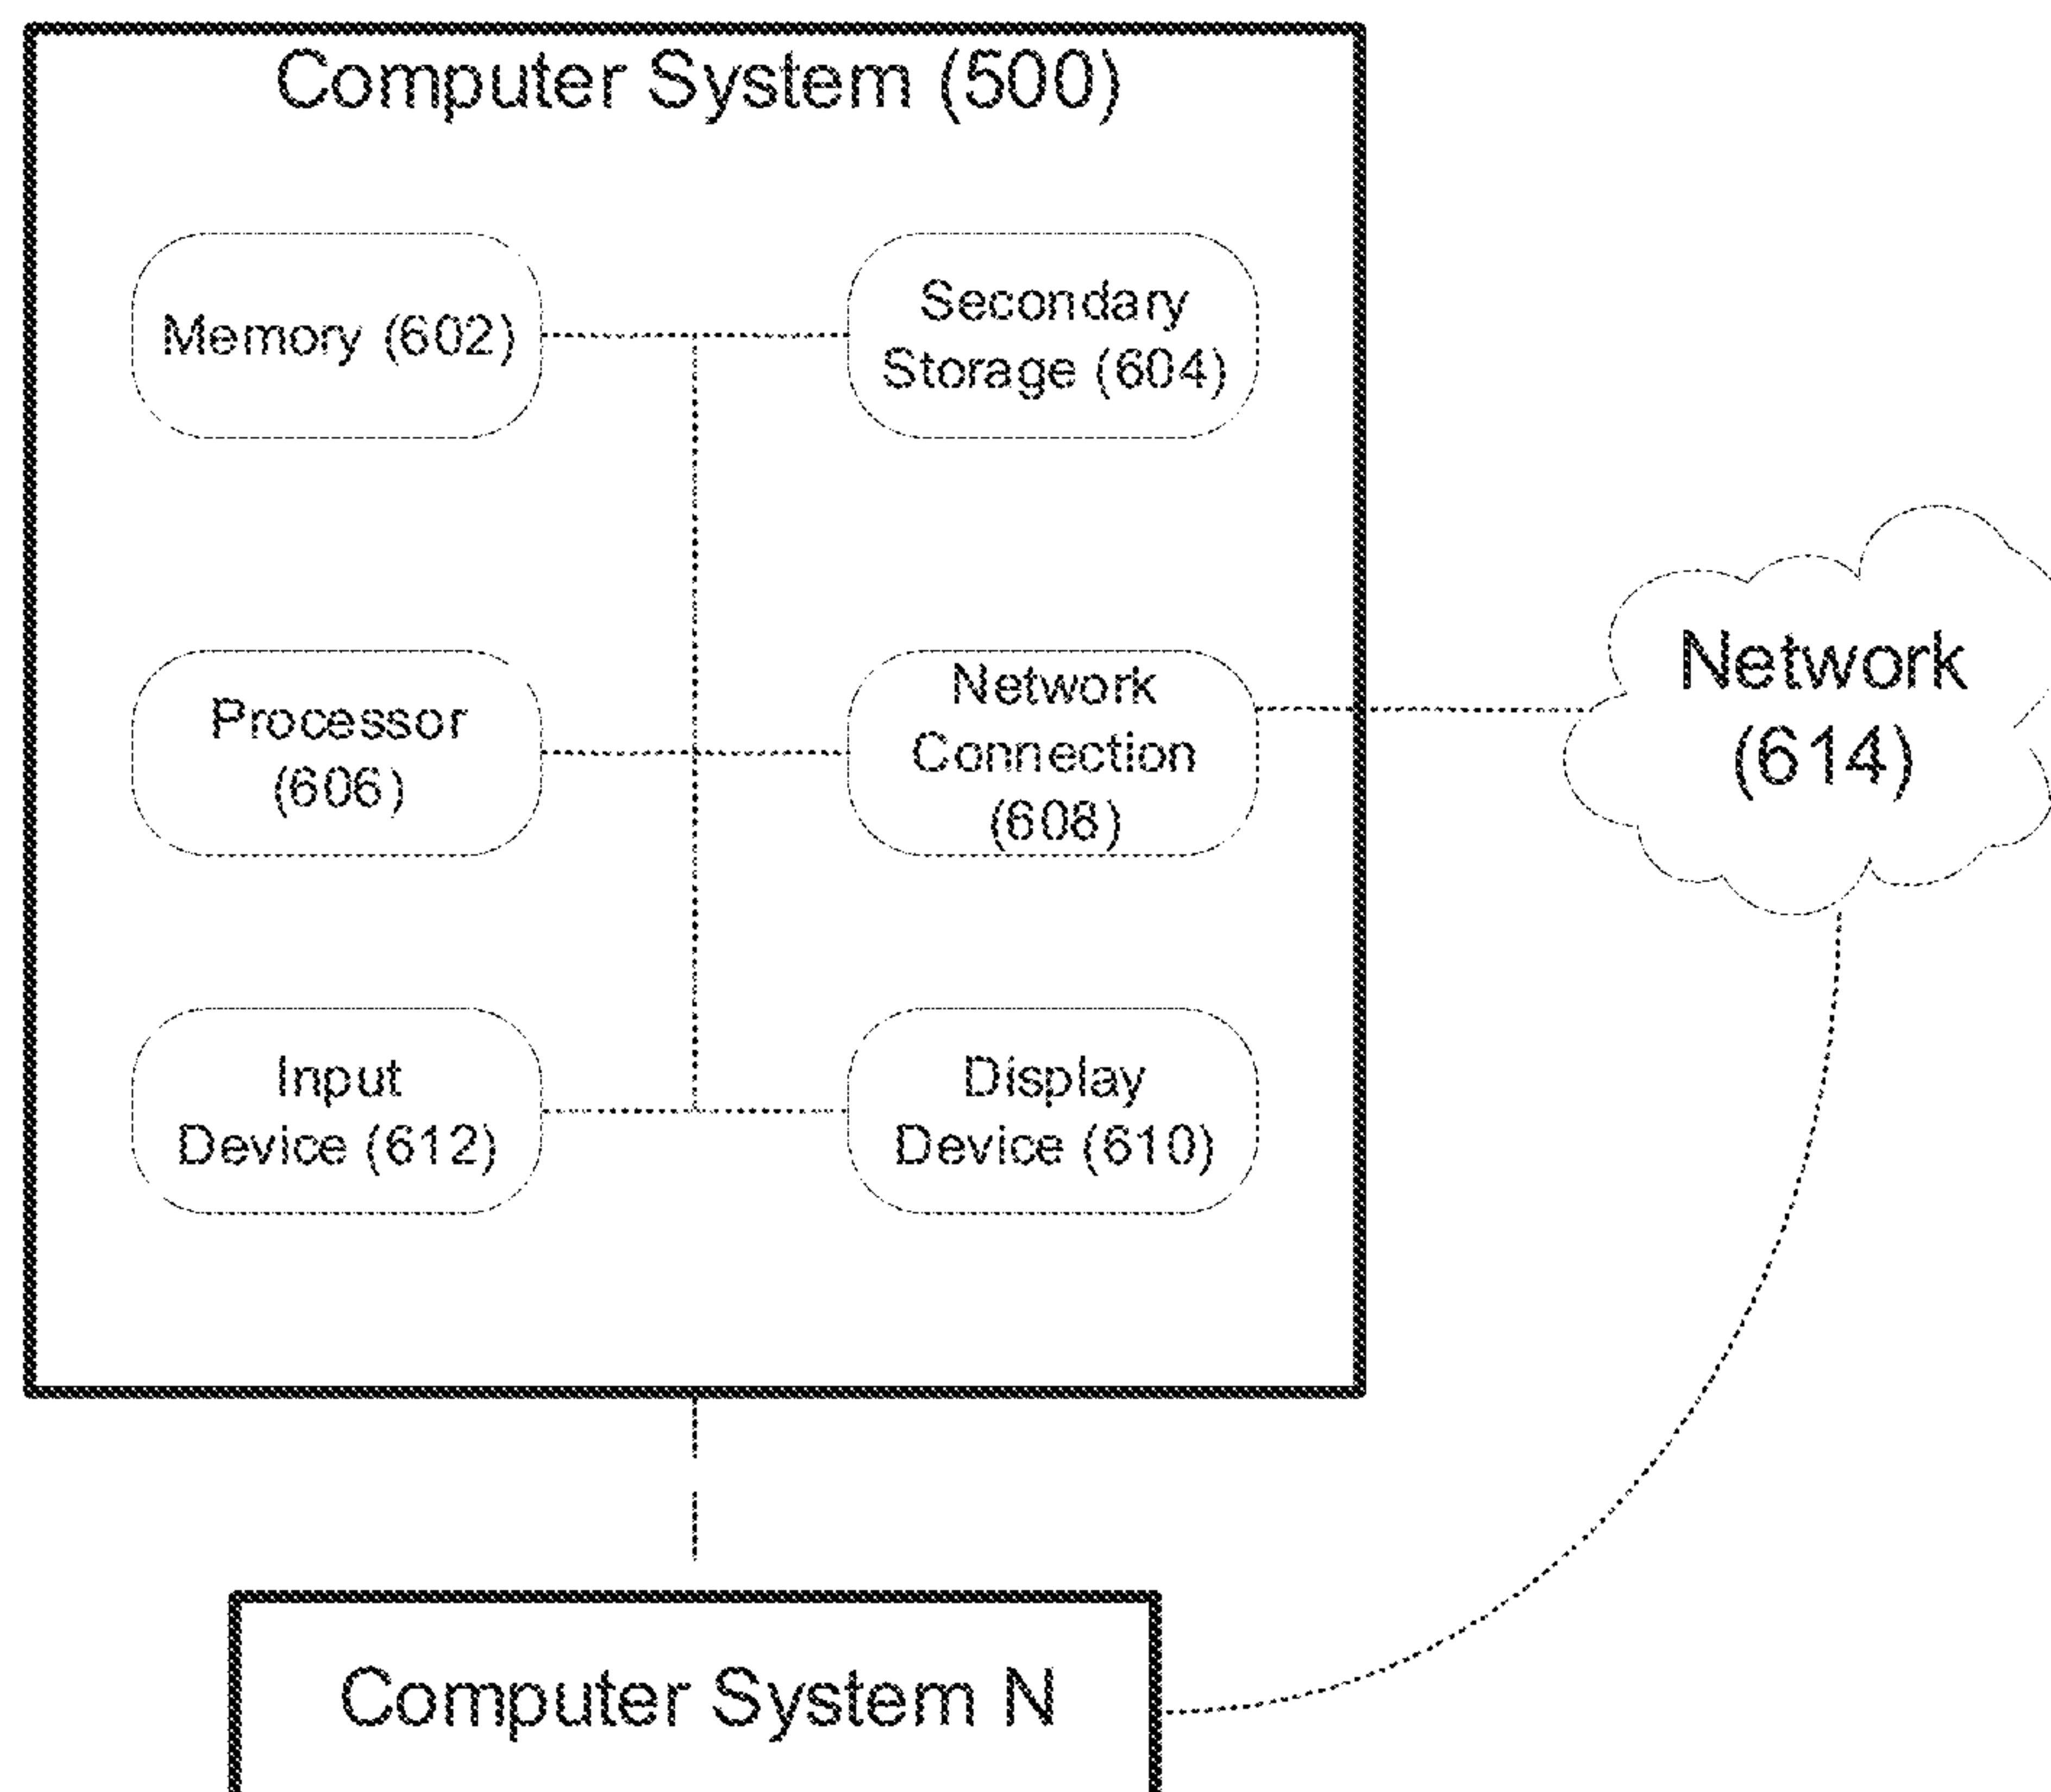 Computer System (500)
Memory (602)
Secondary
Storage (604)
Processor
(606)
Network
Connection
(608)
Network
(614)
Input
Device (612)
Display
Device (610)
Computer System N